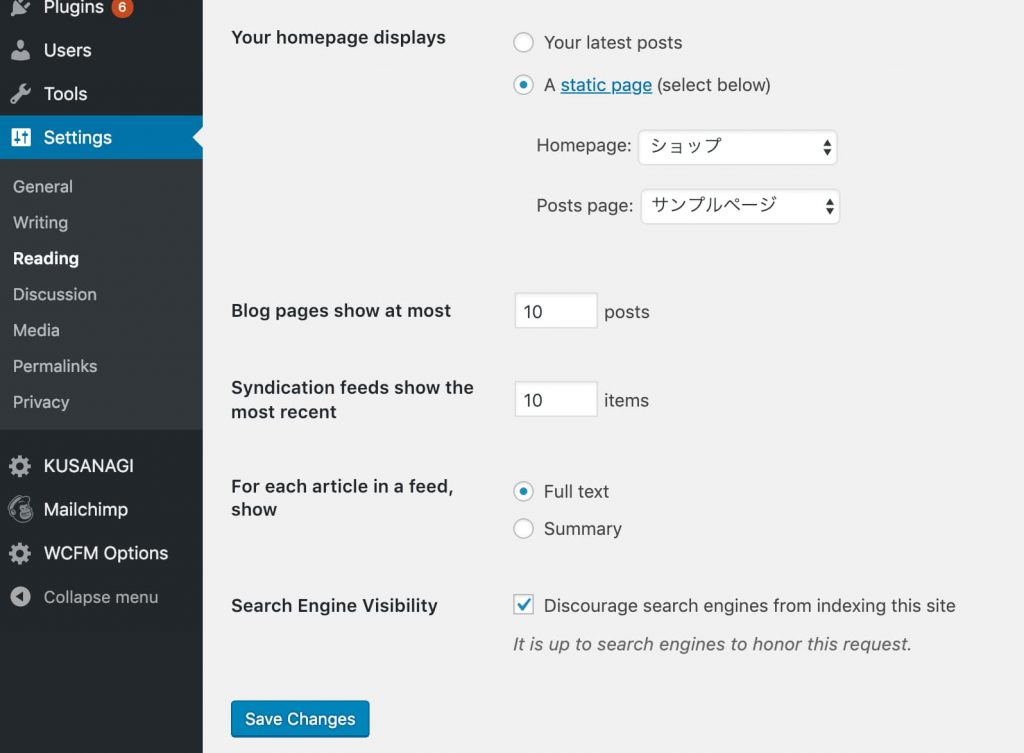 Plugins 6
Users
Tools
Settings
General
Writing
Reading
Discussion
Media
Permalinks
Privacy
KUSANAGI
Mailchimp
WCFM Options
Collapse menu
Your homepage displays
Your latest posts
A static page (select below)
Homepage: ショップ
Posts page: サンプルページ
Blog pages show at most
10 posts
Syndication feeds show the
most recent
10 items
For each article in a feed,
show
Full text
Summary
Search Engine Visibility
Discourage search engines from indexing this site
It is up to search engines to honor this request.
Save Changes